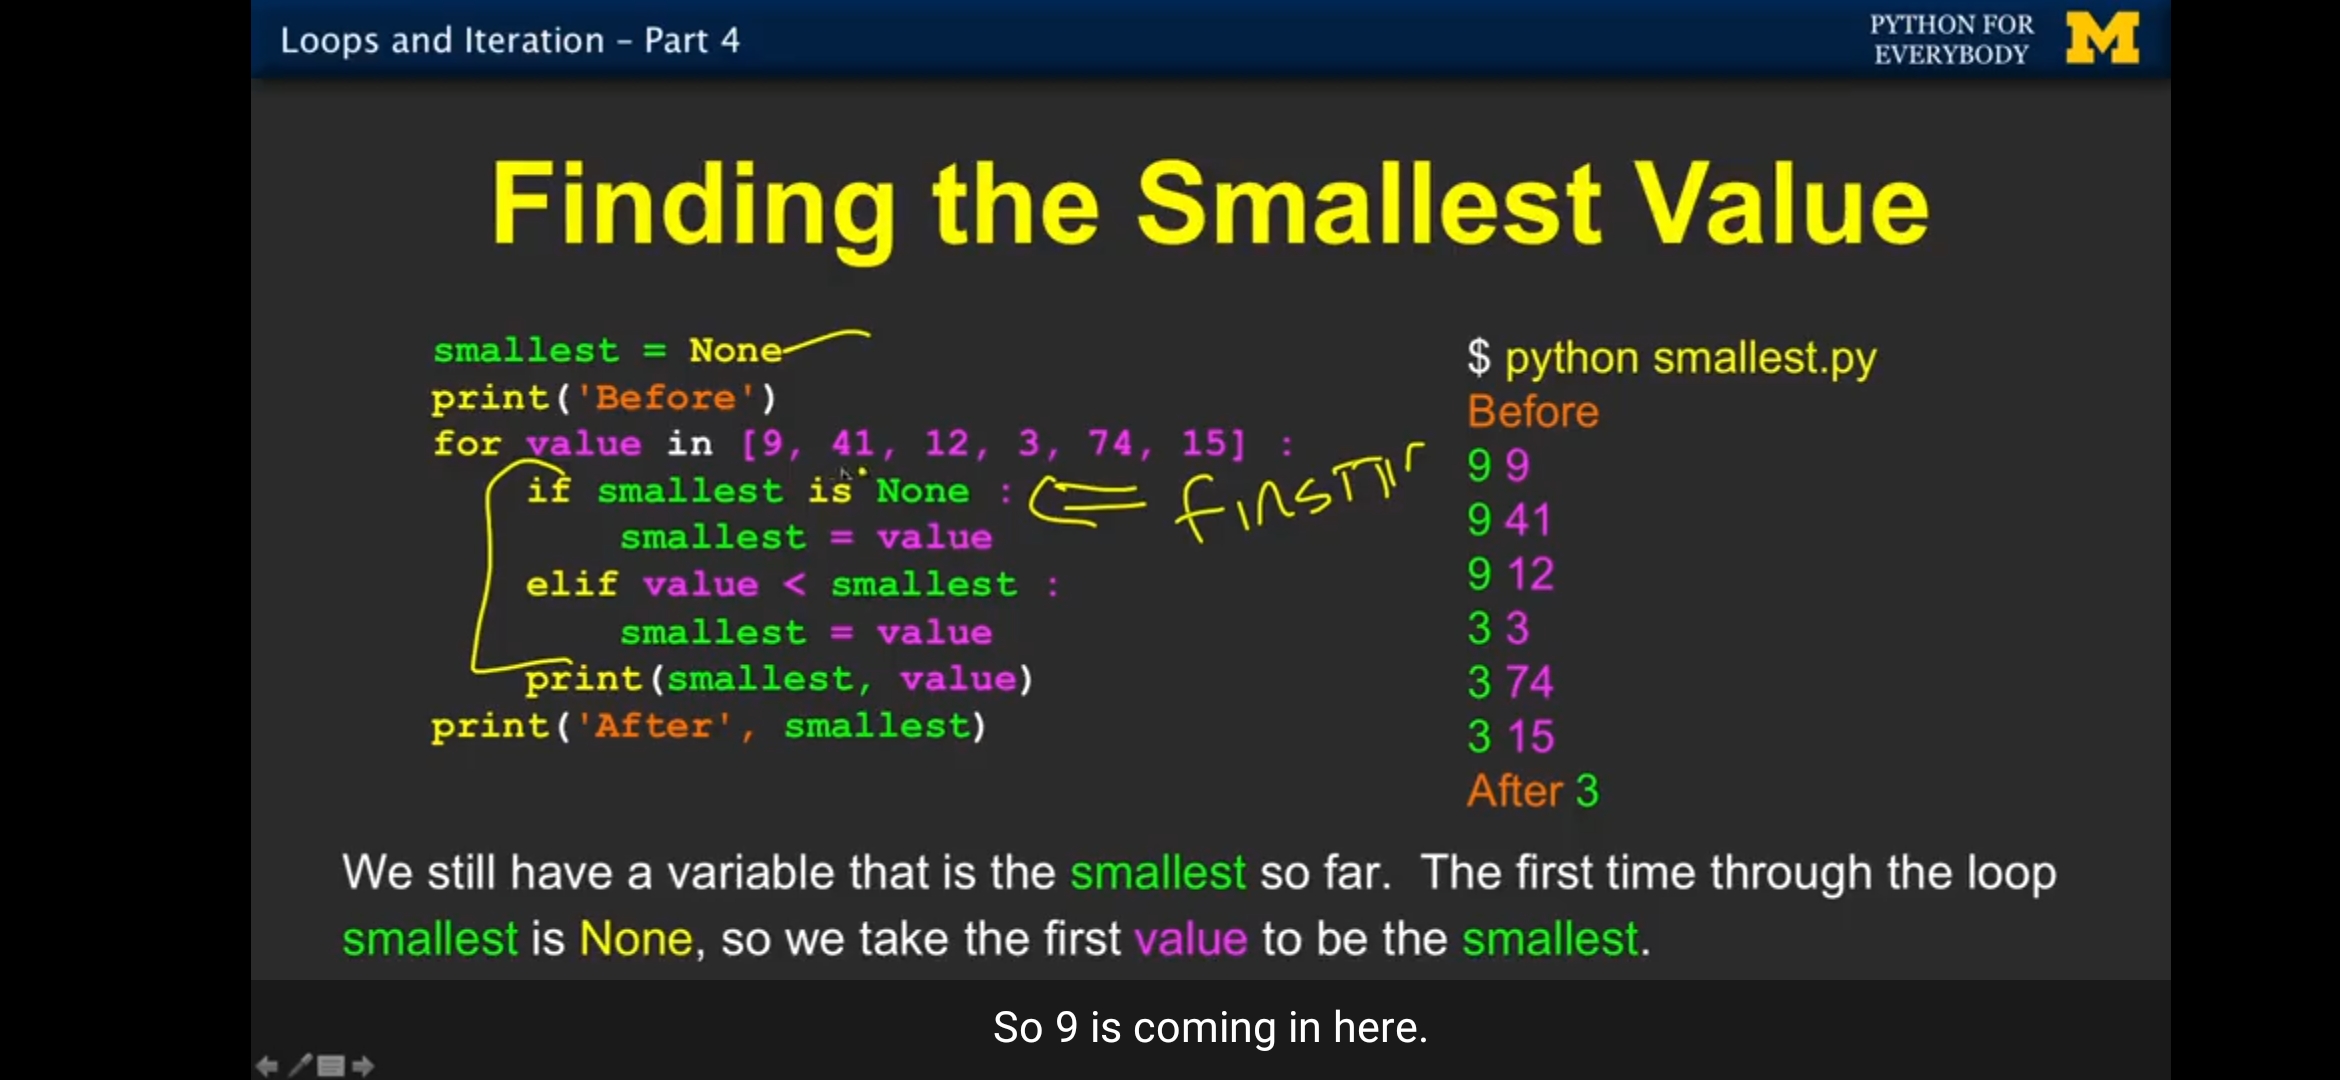 Loops and Iteration – Part 4
PYTHON FOR
EVERYBODY
M
Finding the Smallest Value
smallest = None
print('Before')
for value in [9, 41, 12, 3, 74, 15] :
    if smallest is None :
        smallest = value
    elif value < smallest :
        smallest = value
    print(smallest, value)
print('After', smallest)
$ python smallest.py
Before
9 9
9 41
9 12
3 3
3 74
3 15
After 3
We still have a variable that is the smallest so far.  The first time through the loop
smallest is None, so we take the first value to be the smallest.
So 9 is coming in here.